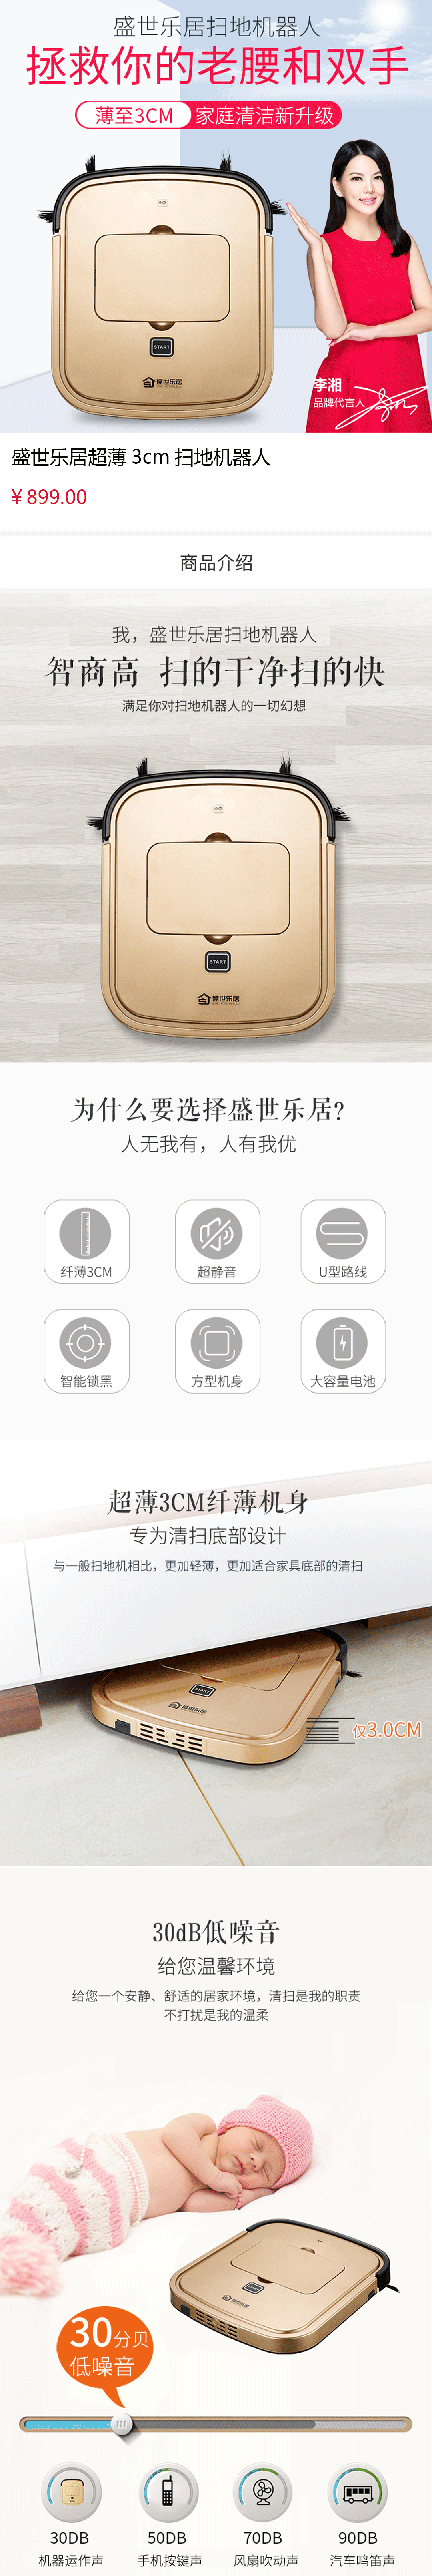 盛世乐居扫地机器人
拯救你的老腰和双手
薄至3CM 家庭清洁新升级
START
盛世乐居
李湘
品牌代言人
盛世乐居超薄 3cm 扫地机器人
¥ 899.00
商品介绍
我，盛世乐居扫地机器人
智商高 扫的干净扫的快
满足你对扫地机器人的一切幻想
START
盛世乐居
为什么要选择盛世乐居?
人无我有，人有我优
纤薄3CM
超静音
U型路线
智能锁黑
方型机身
大容量电池
超薄3CM纤薄机身
专为清扫底部设计
与一般扫地机相比，更加轻薄，更加适合家具底部的清扫
START
盛世乐居
仅3.0CM
30dB低噪音
给您温馨环境
给您一个安静、舒适的居家环境，清扫是我的职责
不打扰是我的温柔
START
盛世乐居
30分贝
低噪音
30DB
50DB
70DB
90DB
机器运作声
手机按键声
风扇吹动声
汽车鸣笛声